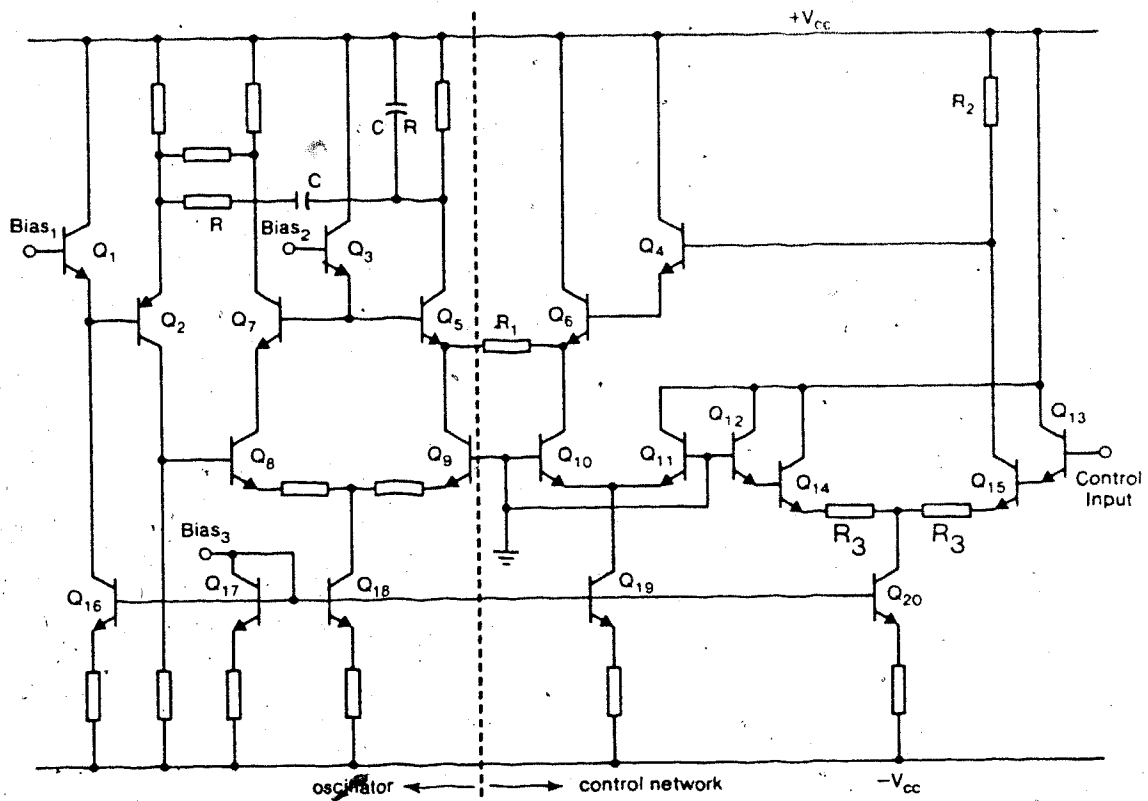 +Vcc
C R
R2
C
R
Bias1
Q1
Bias2
Q3
Q4
Q2
Q7
Q5
R1
Q6
Q12
Q13
Q8
Q9
Q10
Q11
Q14
Q15
Control
Input
R3
R3
Bias3
Q16
Q17
Q18
Q19
Q20
oscillator
control network
−Vcc